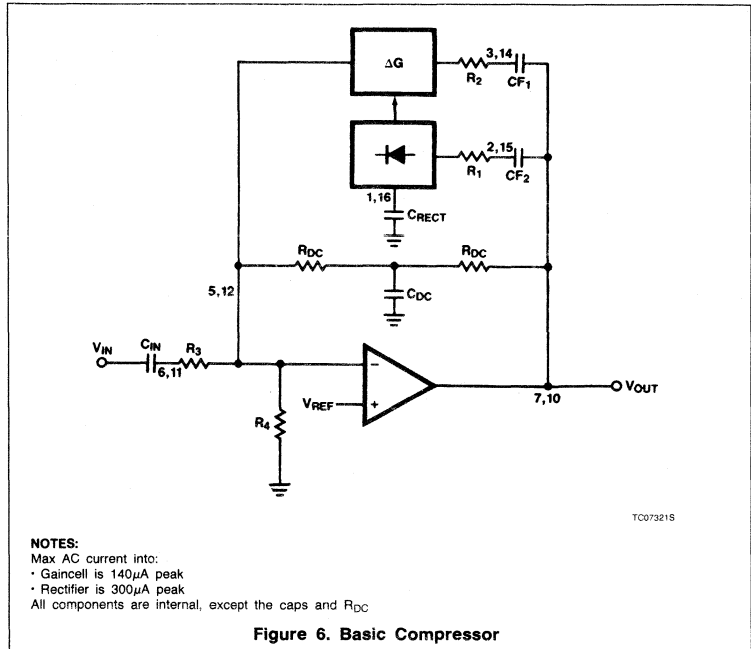 ΔG
3,14
R2
CF1
2,15
R1
CF2
1,16
CRECT
RDC
RDC
5,12
CDC
VIN
CIN
R3
6,11
R4
VREF
−
+
7,10
VOUT
TC07321S
NOTES:
Max AC current into:
• Gaincell is 140μA peak
• Rectifier is 300μA peak
All components are internal, except the caps and RDC
Figure 6. Basic Compressor